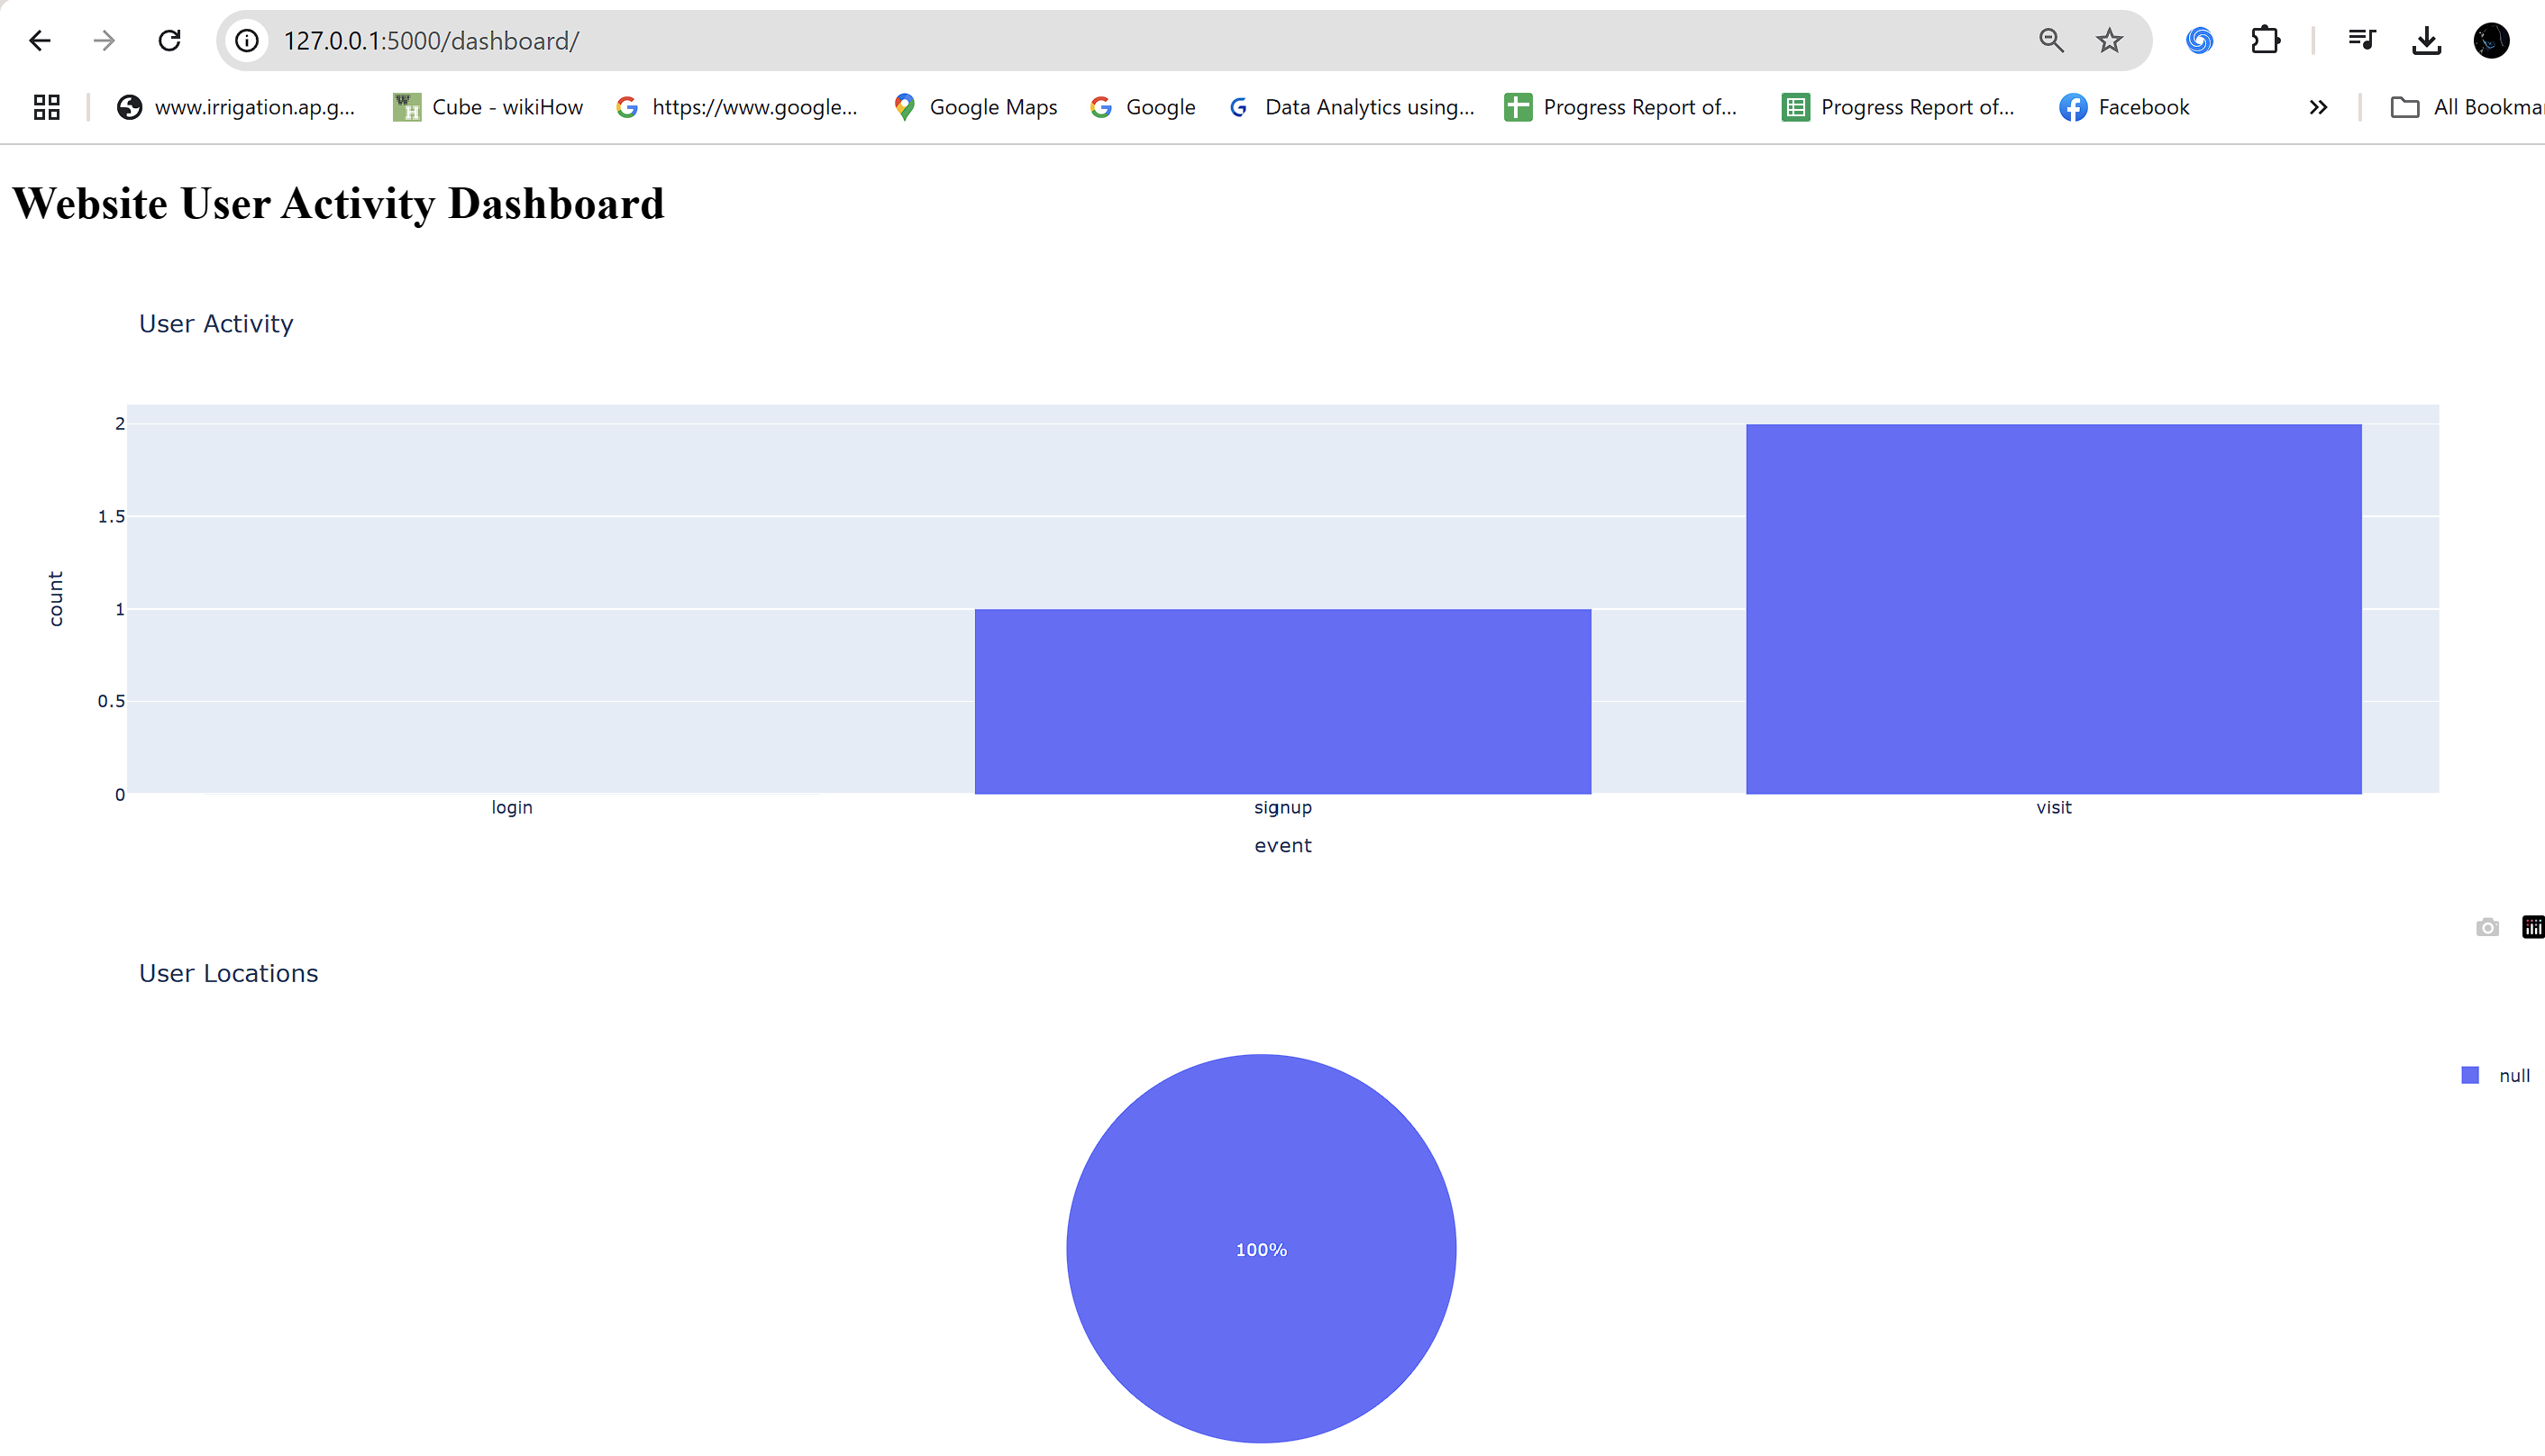 127.0.0.1:5000/dashboard/
www.irrigation.ap.g... Cube - wikiHow https://www.google... Google Maps Google Data Analytics using... Progress Report of... Progress Report of... Facebook All Bookma
Website User Activity Dashboard
User Activity
2
1.5
1
0.5
0
count
login signup visit
event
User Locations
null
100%